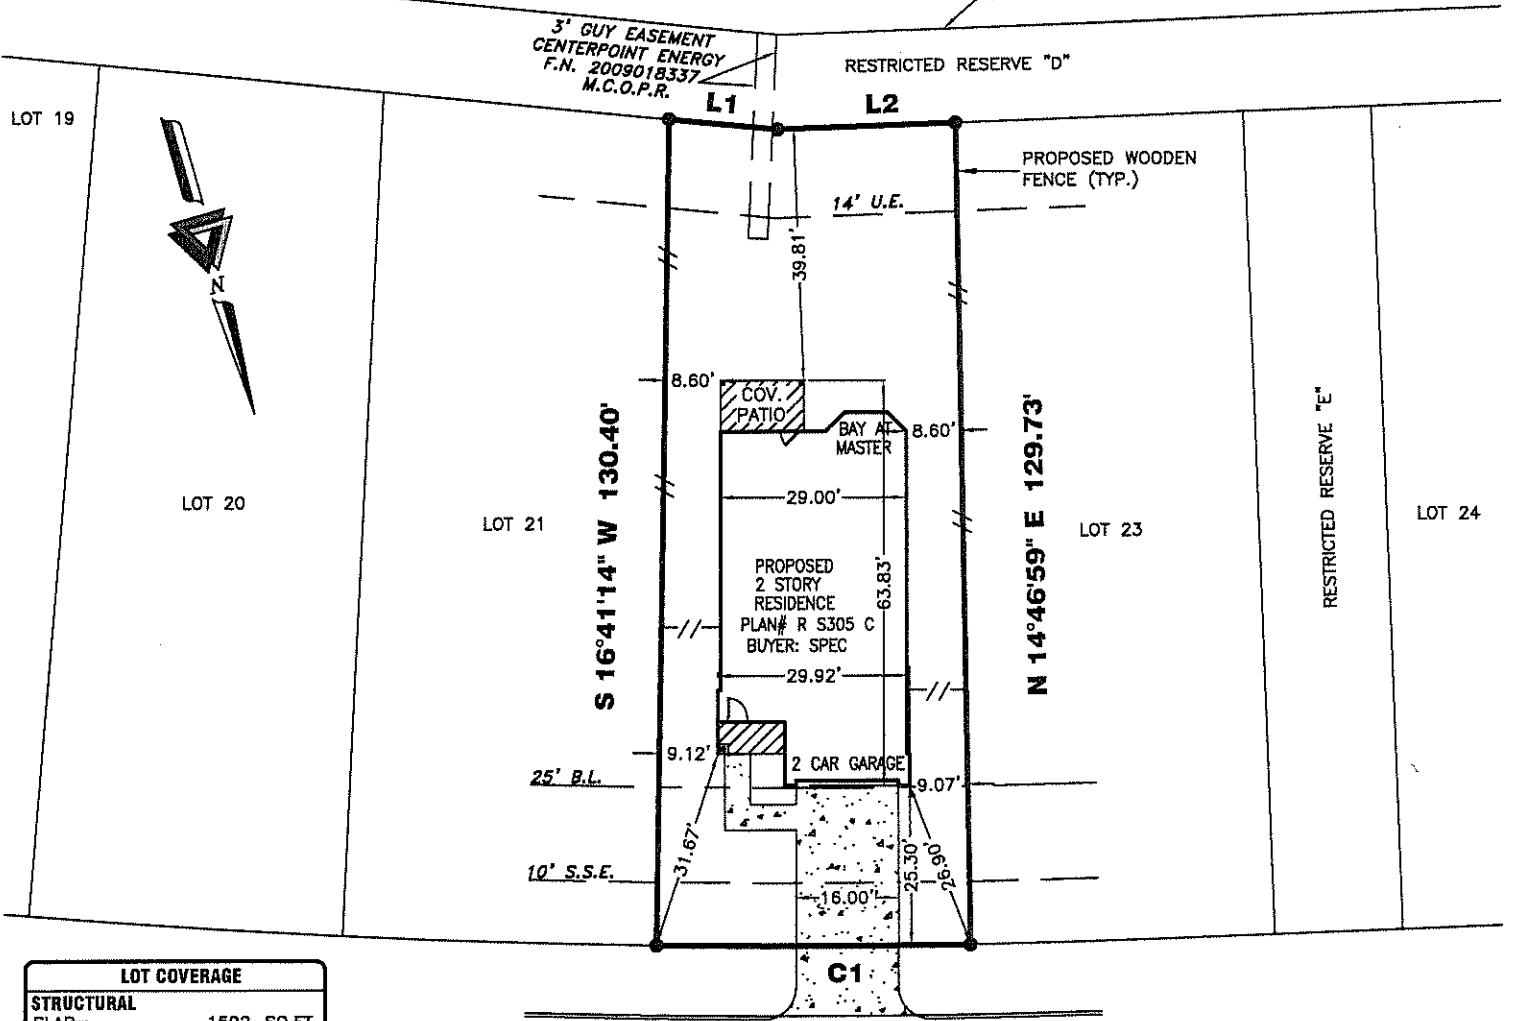 3' GUY EASEMENT
CENTERPOINT ENERGY
F.N. 2009018337
M.C.O.P.R.
RESTRICTED RESERVE "D"
L1
L2
LOT 19
PROPOSED WOODEN
FENCE (TYP.)
14' U.E.
39.81'
N
8.60'
COV.
PATIO
BAY AT
MASTER
8.60'
S 16°41'14" W 130.40'
N 14°46'59" E 129.73'
RESTRICTED RESERVE "E"
29.00'
LOT 20
LOT 21
LOT 23
LOT 24
PROPOSED
2 STORY
RESIDENCE
PLAN# R S305 C
BUYER: SPEC
63.83'
29.92'
9.12'
2 CAR GARAGE
25' B.L.
9.07'
31.67'
25.30'
26.90'
10' S.S.E.
16.00'
C1
LOT COVERAGE
STRUCTURAL